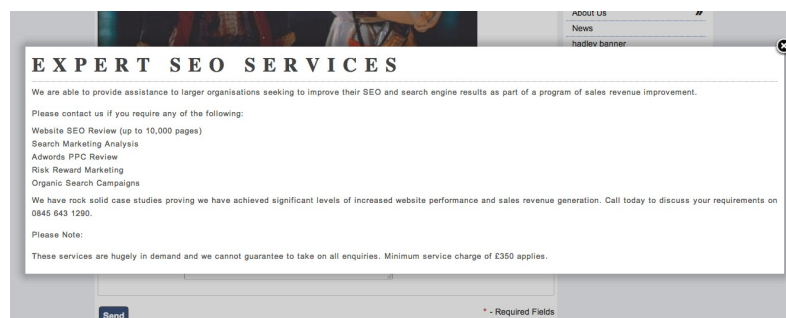 About Us »
News
hadley banner
EXPERT SEO SERVICES
We are able to provide assistance to larger organisations seeking to improve their SEO and search engine results as part of a program of sales revenue improvement.
Please contact us if you require any of the following:
Website SEO Review (up to 10,000 pages)
Search Marketing Analysis
Adwords PPC Review
Risk Reward Marketing
Organic Search Campaigns
We have rock solid case studies proving we have achieved significant levels of increased website performance and sales revenue generation. Call today to discuss your requirements on
0845 643 1290.
Please Note:
These services are hugely in demand and we cannot guarantee to take on all enquiries. Minimum service charge of £350 applies.
* - Required Fields
Send